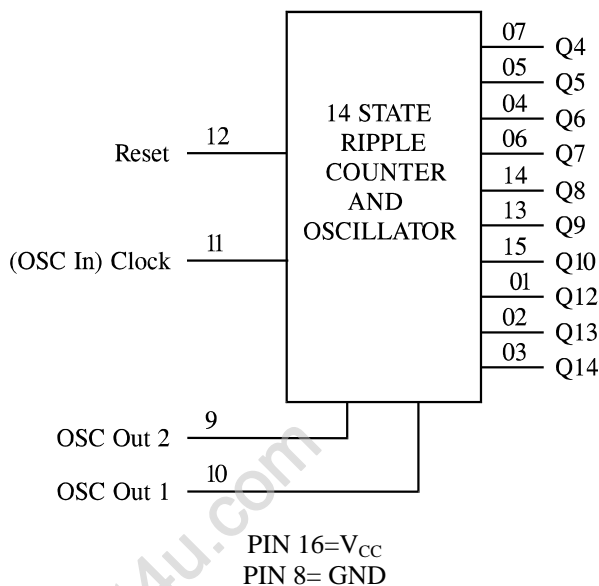 07 Q4
05 Q5
04 Q6
06 Q7
14 Q8
13 Q9
15 Q10
01 Q12
02 Q13
03 Q14
14 STATE
RIPPLE
COUNTER
AND
OSCILLATOR
Reset 12
(OSC In) Clock 11
OSC Out 2 9
OSC Out 1 10
PIN 16=VCC
PIN 8= GND
4u.com